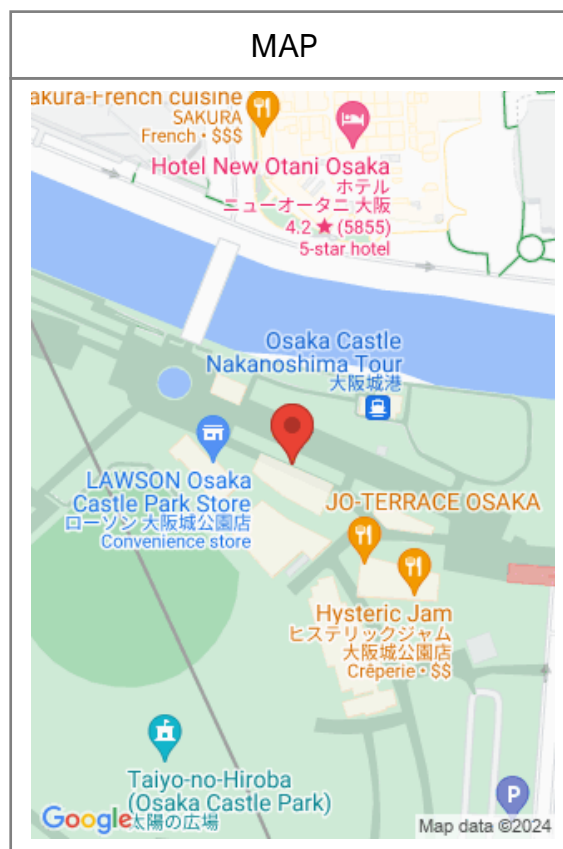 MAP
akura-French cuisine
SAKURA
French • $$$
Hotel New Otani Osaka
ホテル
ニューオータニ 大阪
4.2 ★ (5855)
5-star hotel
Osaka Castle
Nakanoshima Tour
大阪城港
LAWSON Osaka
Castle Park Store
ローソン 大阪城公園店
Convenience store
JO-TERRACE OSAKA
Hysteric Jam
ヒステリックジャム
大阪城公園店
Crêperie • $$
Taiyo-no-Hiroba
(Osaka Castle Park)
太陽の広場
P
Google
Map data ©2024